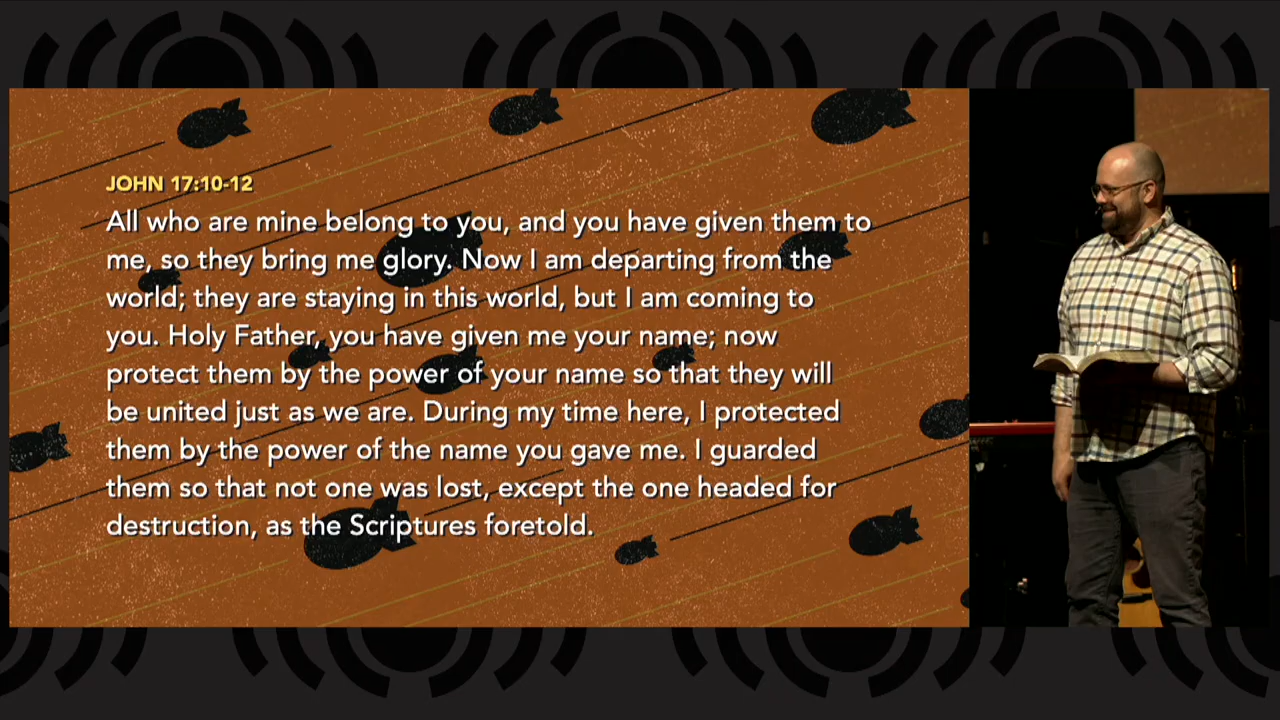 JOHN 17:10-12
All who are mine belong to you, and you have given them to
me, so they bring me glory. Now I am departing from the
world; they are staying in this world, but I am coming to
you. Holy Father, you have given me your name; now
protect them by the power of your name so that they will
be united just as we are. During my time here, I protected
them by the power of the name you gave me. I guarded
them so that not one was lost, except the one headed for
destruction, as the Scriptures foretold.